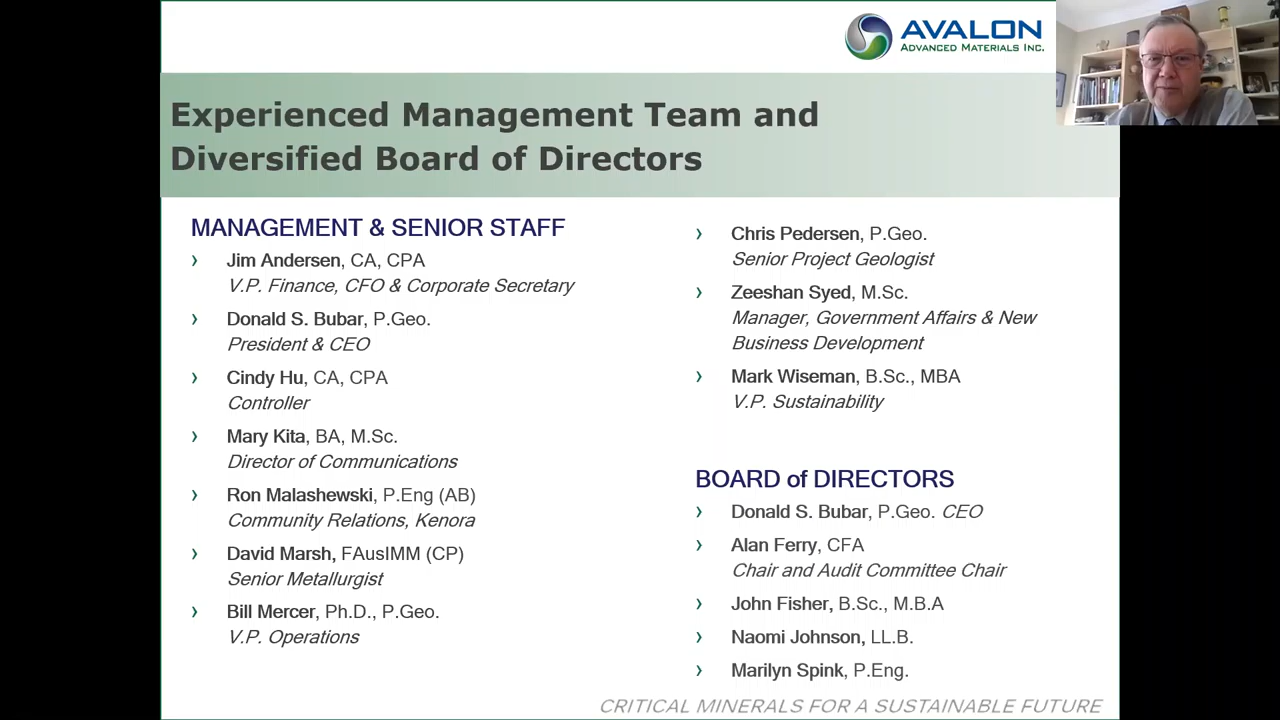 AVALON
ADVANCED MATERIALS INC.
Experienced Management Team and
Diversified Board of Directors
MANAGEMENT & SENIOR STAFF
› Jim Andersen, CA, CPA
V.P. Finance, CFO & Corporate Secretary
› Donald S. Bubar, P.Geo.
President & CEO
› Cindy Hu, CA, CPA
Controller
› Mary Kita, BA, M.Sc.
Director of Communications
› Ron Malashewski, P.Eng (AB)
Community Relations, Kenora
› David Marsh, FAusIMM (CP)
Senior Metallurgist
› Bill Mercer, Ph.D., P.Geo.
V.P. Operations
› Chris Pedersen, P.Geo.
Senior Project Geologist
› Zeeshan Syed, M.Sc.
Manager, Government Affairs & New
Business Development
› Mark Wiseman, B.Sc., MBA
V.P. Sustainability
BOARD of DIRECTORS
› Donald S. Bubar, P.Geo. CEO
› Alan Ferry, CFA
Chair and Audit Committee Chair
› John Fisher, B.Sc., M.B.A
› Naomi Johnson, LL.B.
› Marilyn Spink, P.Eng.
CRITICAL MINERALS FOR A SUSTAINABLE FUTURE